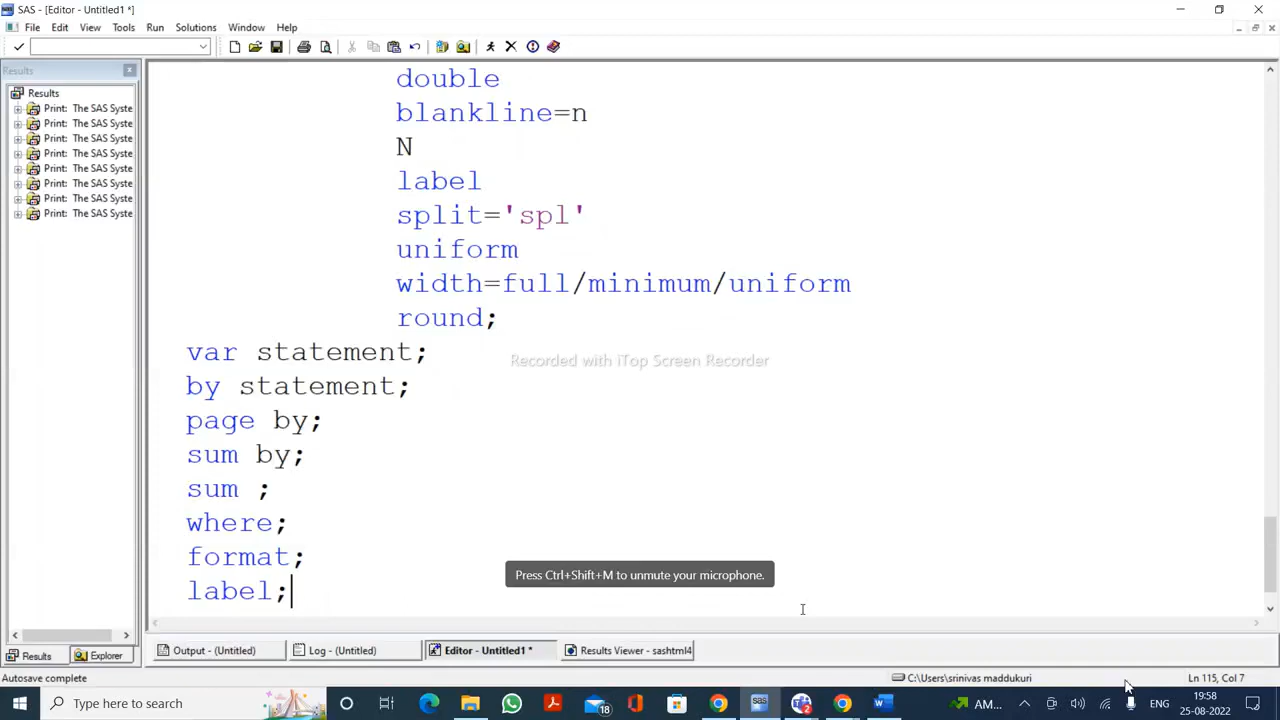 SAS - [Editor - Untitled1 *]
File Edit View Tools Run Solutions Window Help
Results
Results
Print: The SAS Syste
Print: The SAS Syste
Print: The SAS Syste
Print: The SAS Syste
Print: The SAS Syste
Print: The SAS Syste
Print: The SAS Syste
Print: The SAS Syste
double
blankline=n
N
label
split='spl'
uniform
width=full/minimum/uniform
round;
var statement;
Recorded with iTop Screen Recorder
by statement;
page by;
sum by;
sum ;
where;
format;
Press Ctrl+Shift+M to unmute your microphone.
label;
Results Explorer
Output - (Untitled) Log - (Untitled) Editor - Untitled1 * Results Viewer - sashtml4
Autosave complete C:\Users\srinivas maddukuri Ln 115, Col 7
Type here to search 18 SAS 2 AM... ENG 19:58
25-08-2022